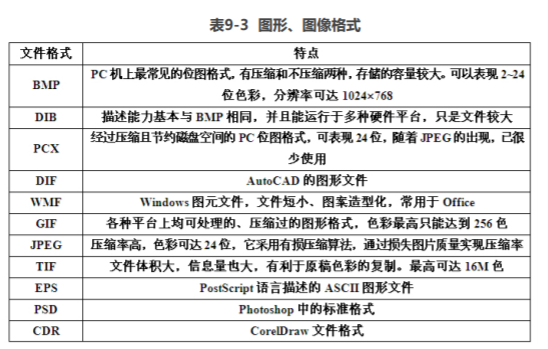 表9-3 图形、图像格式
文件格式 特点
BMP PC 机上最常见的位图格式，有压缩和不压缩两种，存储的容量较大。可以表现 2~24
位色彩，分辨率可达 1024×768
DIB 描述能力基本与 BMP 相同，并且能运行于多种硬件平台，只是文件较大
PCX 经过压缩且节约磁盘空间的 PC 位图格式，可表现 24 位，随着 JPEG 的出现，已很
少使用
DIF AutoCAD 的图形文件
WMF Windows 图元文件，文件短小、图案造型化，常用于 Office
GIF 各种平台上均可处理的、压缩过的图形格式，色彩最高只能达到 256 色
JPEG 压缩率高，色彩可达 24 位，它采用有损压缩算法，通过损失图片质量实现压缩率
TIF 文件体积大，信息量也大，有利于原稿色彩的复制。最高可达 16M 色
EPS PostScript 语言描述的 ASCII 图形文件
PSD Photoshop 中的标准格式
CDR CorelDraw 文件格式